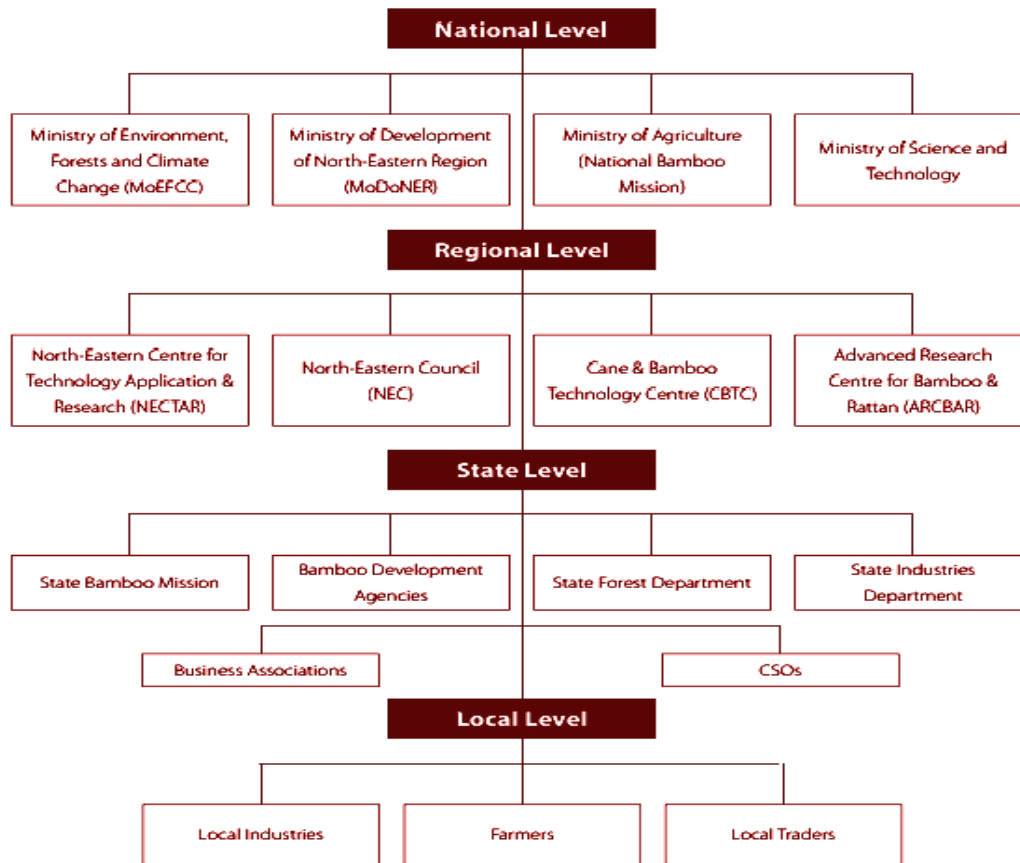 National Level
Ministry of Environment,
Forests and Climate
Change (MoEFCC)
Ministry of Development
of North-Eastern Region
(MoDoNER)
Ministry of Agriculture
(National Bamboo
Mission)
Ministry of Science and
Technology
Regional Level
North-Eastern Centre for
Technology Application &
Research (NECTAR)
North-Eastern Council
(NEC)
Cane & Bamboo
Technology Centre (CBTC)
Advanced Research
Centre for Bamboo &
Rattan (ARCBAR)
State Level
State Bamboo Mission
Bamboo Development
Agencies
State Forest Department
State Industries
Department
Business Associations
CSOs
Local Level
Local Industries
Farmers
Local Traders